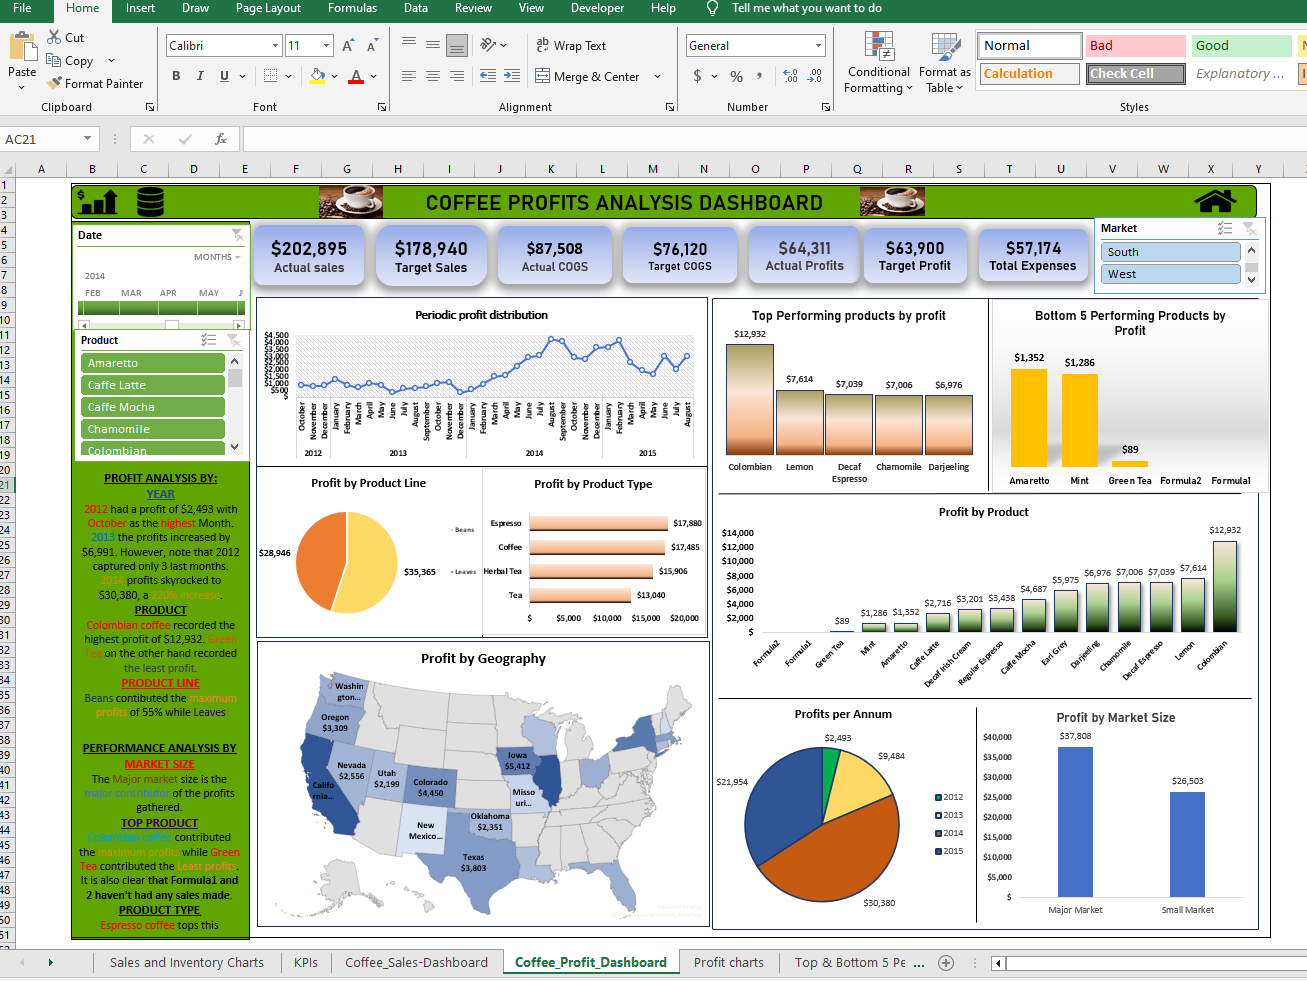 File Home Insert Draw Page Layout Formulas Data Review View Developer Help Tell me what you want to do
Paste
Cut
Copy
Format Painter
Clipboard
Calibri 11
B I U
Font
ab Wrap Text
Merge & Center
Alignment
General
$ % ,
Number
Conditional Formatting
Format as Table
Normal Bad Good
Calculation Check Cell Explanatory ...
Styles
AC21
fx
A B C D E F G H I J K L M N O P Q R S T U V W X Y
COFFEE PROFITS ANALYSIS DASHBOARD
Date
MONTHS
2014
FEB MAR APR MAY
$202,895
Actual sales
$178,940
Target Sales
$87,508
Actual COGS
$76,120
Target COGS
$64,311
Actual Profits
$63,900
Target Profit
$57,174
Total Expenses
Market
South
West
Product
Amaretto
Caffe Latte
Caffe Mocha
Chamomile
Colombian
PROFIT ANALYSIS BY:
YEAR
2012 had a profit of $2,493 with
October as the highest Month.
2013 the profits increased by
$6,991. However, note that 2012
captured only 3 last months.
2014 profits skyrocked to
$30,380, a 220% increase.
PRODUCT
Colombian coffee recorded the
highest profit of $12,932. Green
Tea on the other hand recorded
the least profit.
PRODUCT LINE
Beans contibuted the maximum
profits of 55% while Leaves
PERFORMANCE ANALYSIS BY
MARKET SIZE
The Major market size is the
major contributor of the profits
gathered.
TOP PRODUCT
Colombian coffee contributed
the maximum profits while Green
Tea contributed the Least profits.
It is also clear that Formula1 and
2 haven't had any sales made.
PRODUCT TYPE
Espresso coffee tops this
Periodic profit distribution
$4,500
$4,000
$3,500
$3,000
$2,500
$2,000
$1,500
$1,000
$500
$
October November December January February March April May June July August September October November December January February March April May June July August September October November December January February March April May June July August
2012 2013 2014 2015
Profit by Product Line
$28,946
$35,365
Beans
Leaves
Profit by Product Type
Espresso $17,880
Coffee $17,485
Herbal Tea $15,906
Tea $13,040
$ $5,000 $10,000 $15,000 $20,000
Profit by Geography
Washin
gton...
Oregon
$3,309
Nevada
$2,556
Califo
rnia...
Utah
$2,199
Colorado
$4,450
New
Mexico...
Iowa
$5,412
Misso
uri...
Oklahoma
$2,351
Texas
$3,803
Top Performing products by profit
$12,932
$7,614
$7,039
$7,006
$6,976
Colombian Lemon Decaf Espresso Chamomile Darjeeling
Bottom 5 Performing Products by
Profit
$1,352
$1,286
$89
Amaretto Mint Green Tea Formula2 Formula1
Profit by Product
$14,000
$12,000
$10,000
$8,000
$6,000
$4,000
$2,000
$
$89 $1,286 $1,352 $2,716 $3,201 $3,438 $4,687 $5,975 $6,976 $7,006 $7,039 $7,614 $12,932
Formula2 Formula1 Green Tea Mint Amaretto Caffe Latte Decaf Irish Cream Regular Espresso Caffe Mocha Earl Grey Darjeeling Chamomile Decaf Espresso Lemon Colombian
Profits per Annum
$2,493
$9,484
$21,954
$30,380
2012
2013
2014
2015
Profit by Market Size
$40,000
$35,000
$30,000
$25,000
$20,000
$15,000
$10,000
$5,000
$
$37,808
$26,503
Major Market Small Market
Sales and Inventory Charts KPIs Coffee_Sales-Dashboard Coffee_Profit_Dashboard Profit charts Top & Bottom 5 Pe ...